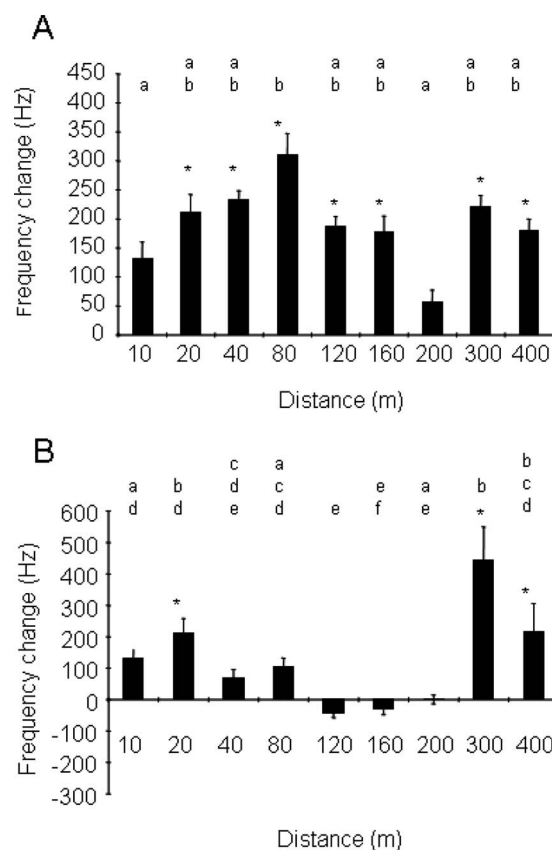 A
a a a a a a
a b b b b b a b b
450
400
350
300
250
200
150
100
50
0
Frequency change (Hz)
* * * * * * *
10 20 40 80 120 160 200 300 400
Distance (m)
B
c a b
a b d c e a b c
d d e d e f e * d
600
500
400
300
200
100
0
-100
-200
-300
Frequency change (Hz)
* *
10 20 40 80 120 160 200 300 400
Distance (m)